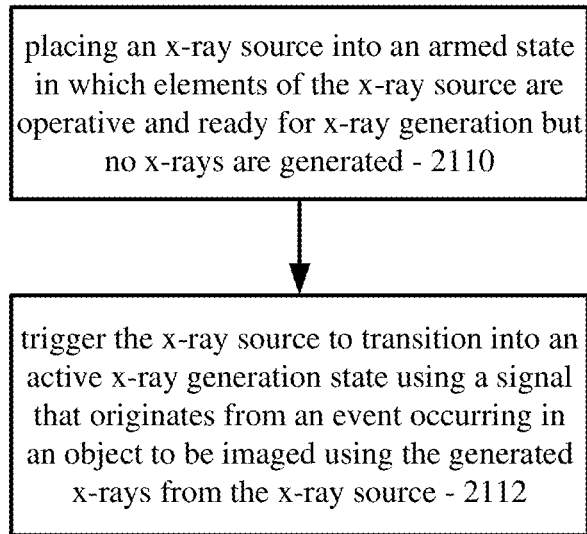 placing an x-ray source into an armed state
in which elements of the x-ray source are
operative and ready for x-ray generation but
no x-rays are generated - 2110
trigger the x-ray source to transition into an
active x-ray generation state using a signal
that originates from an event occurring in
an object to be imaged using the generated
x-rays from the x-ray source - 2112